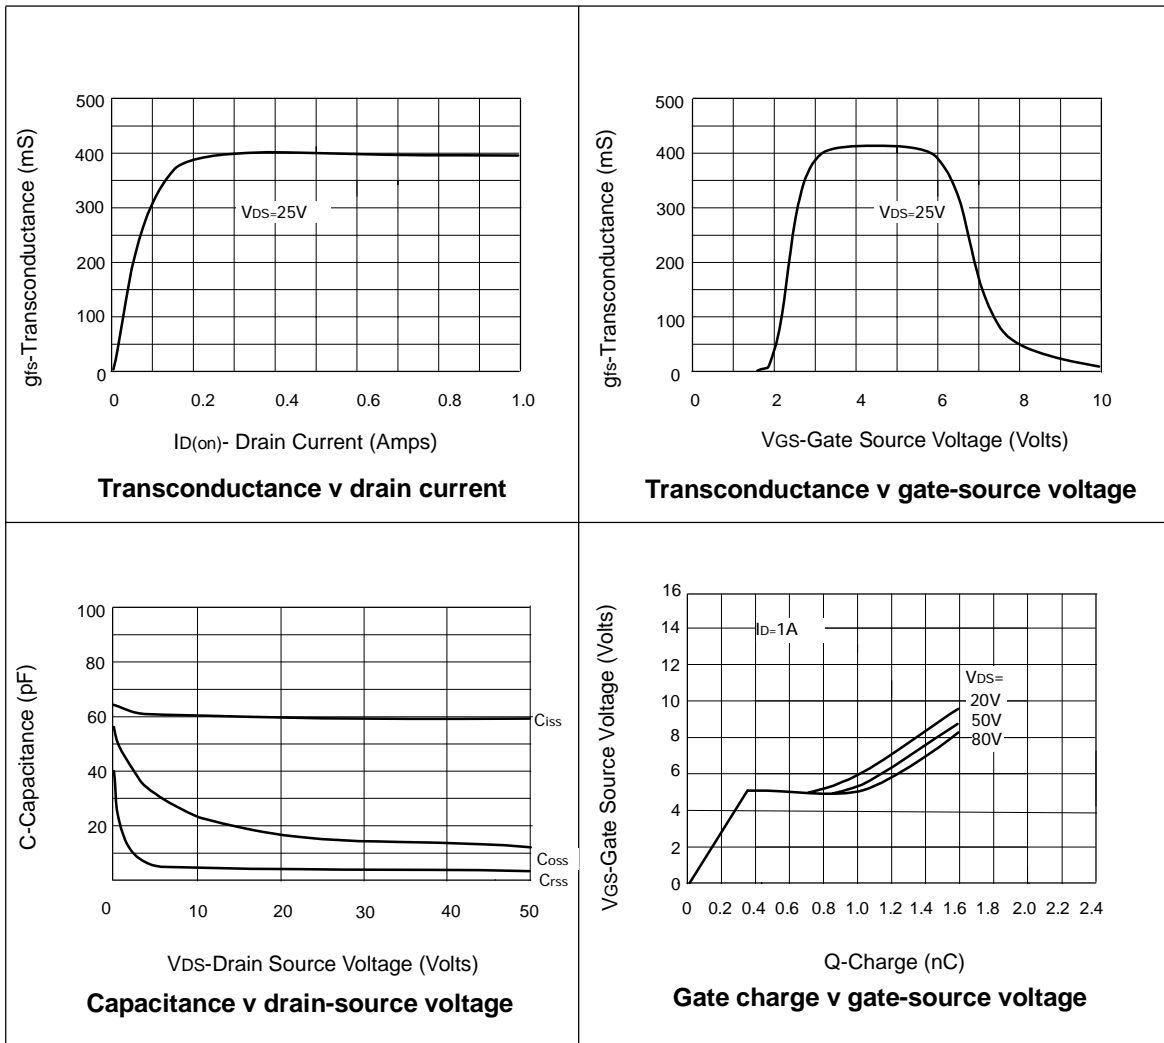 500
400
300
200
100
0
gfs-Transconductance (mS)
VDS=25V
0 0.2 0.4 0.6 0.8 1.0
ID(on)- Drain Current (Amps)
Transconductance v drain current
500
400
300
200
100
0
gfs-Transconductance (mS)
VDS=25V
0 2 4 6 8 10
VGS-Gate Source Voltage (Volts)
Transconductance v gate-source voltage
100
80
60
40
20
0
C-Capacitance (pF)
Ciss
Coss
Crss
0 10 20 30 40 50
VDS-Drain Source Voltage (Volts)
Capacitance v drain-source voltage
16
14
12
10
8
6
4
2
0
VGS-Gate Source Voltage (Volts)
ID=1A
VDS=
20V
50V
80V
0 0.2 0.4 0.6 0.8 1.0 1.2 1.4 1.6 1.8 2.0 2.2 2.4
Q-Charge (nC)
Gate charge v gate-source voltage